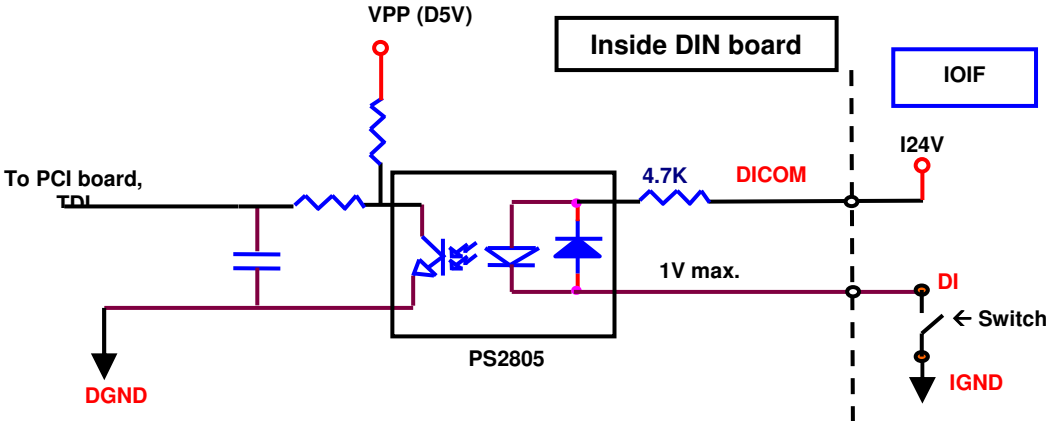 VPP (D5V)
Inside DIN board
IOIF
I24V
To PCI board,
TDI
4.7K
DICOM
1V max.
DI
← Switch
PS2805
IGND
DGND